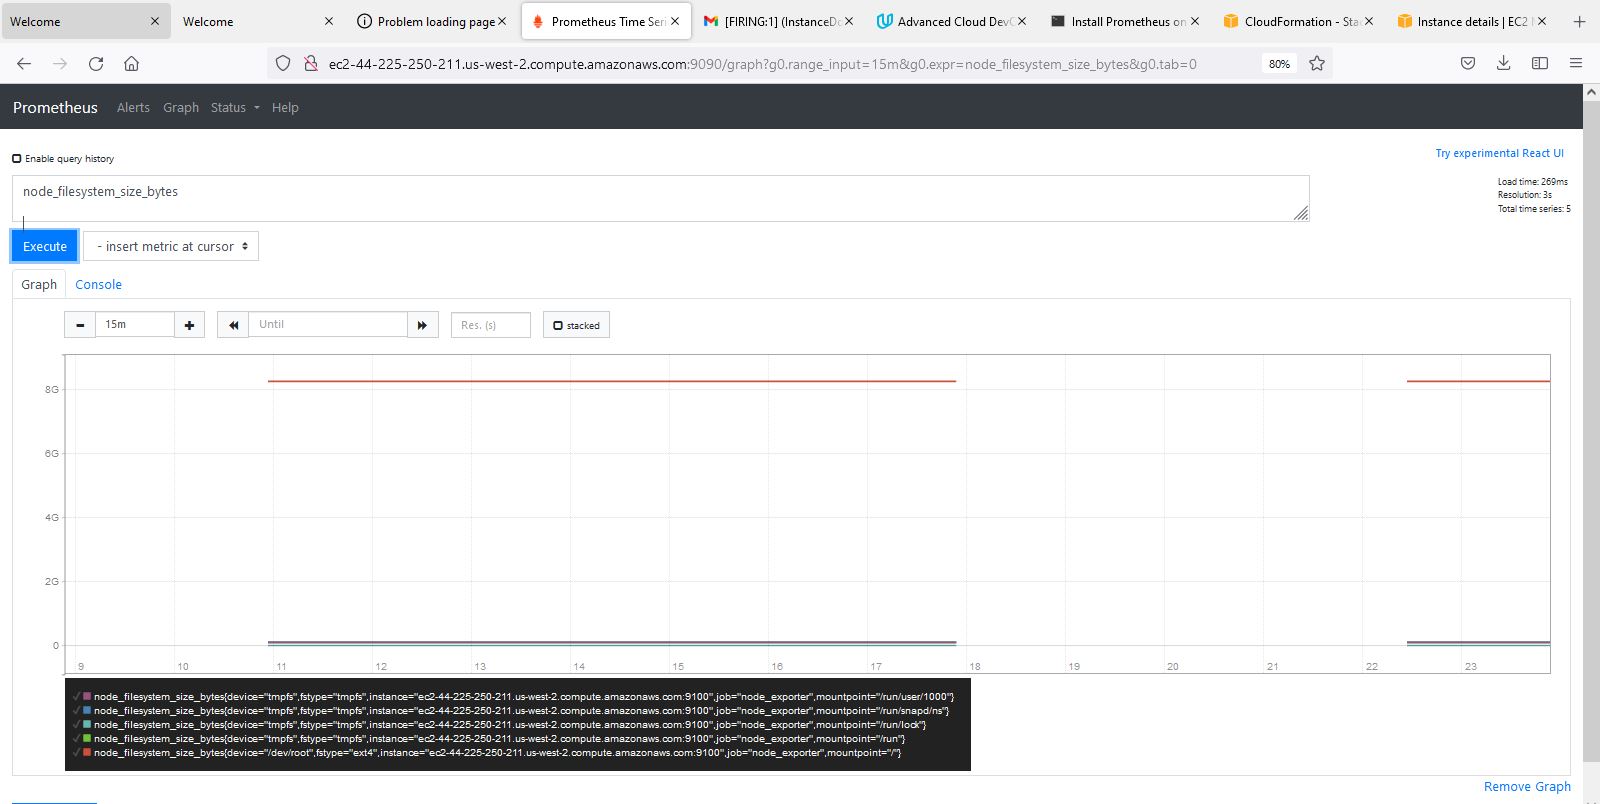 Welcome
Welcome
Problem loading page
Prometheus Time Seri
[FIRING:1] (InstanceDo
Advanced Cloud DevO
Install Prometheus on
CloudFormation - Stac
Instance details | EC2
ec2-44-225-250-211.us-west-2.compute.amazonaws.com:9090/graph?g0.range_input=15m&g0.expr=node_filesystem_size_bytes&g0.tab=0
80%
Prometheus Alerts Graph Status Help
Enable query history
Try experimental React UI
node_filesystem_size_bytes
Load time: 269ms
Resolution: 3s
Total time series: 5
Execute
- insert metric at cursor
Graph Console
15m
Until
Res. (s)
stacked
8G
6G
4G
2G
0
9 10 11 12 13 14 15 16 17 18 19 20 21 22 23
node_filesystem_size_bytes{device="tmpfs",fstype="tmpfs",instance="ec2-44-225-250-211.us-west-2.compute.amazonaws.com:9100",job="node_exporter",mountpoint="/run/user/1000"}
node_filesystem_size_bytes{device="tmpfs",fstype="tmpfs",instance="ec2-44-225-250-211.us-west-2.compute.amazonaws.com:9100",job="node_exporter",mountpoint="/run/snapd/ns"}
node_filesystem_size_bytes{device="tmpfs",fstype="tmpfs",instance="ec2-44-225-250-211.us-west-2.compute.amazonaws.com:9100",job="node_exporter",mountpoint="/run/lock"}
node_filesystem_size_bytes{device="tmpfs",fstype="tmpfs",instance="ec2-44-225-250-211.us-west-2.compute.amazonaws.com:9100",job="node_exporter",mountpoint="/run"}
node_filesystem_size_bytes{device="/dev/root",fstype="ext4",instance="ec2-44-225-250-211.us-west-2.compute.amazonaws.com:9100",job="node_exporter",mountpoint="/"}
Remove Graph